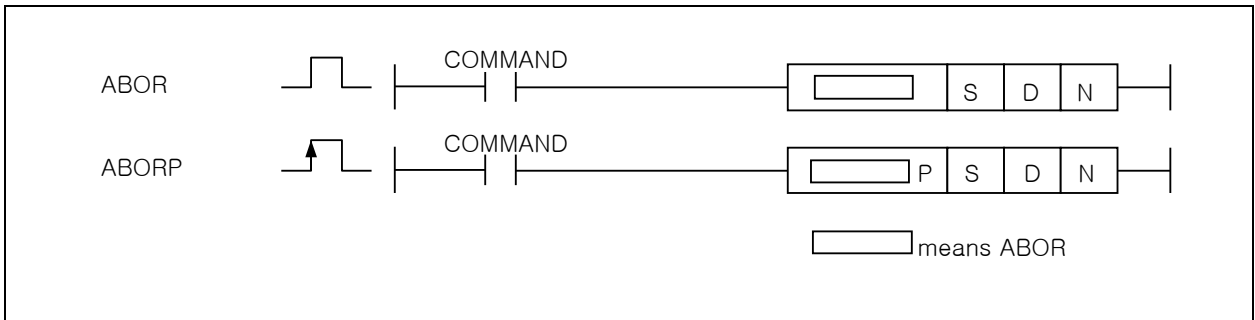 COMMAND
ABOR S D N
COMMAND
ABORP P S D N
means ABOR